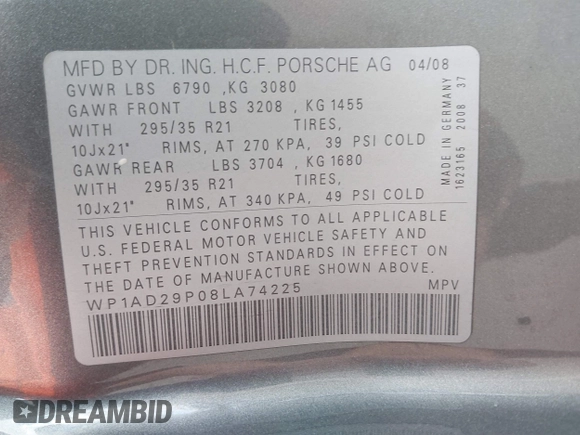 MFD BY DR. ING. H.C.F. PORSCHE AG 04/08
GVWR LBS 6790 ,KG 3080
GAWR FRONT LBS 3208 ,KG 1455
WITH 295/35 R21 TIRES,
10Jx21" RIMS, AT 270 KPA, 39 PSI COLD
GAWR REAR LBS 3704 ,KG 1680
WITH 295/35 R21 TIRES,
10Jx21" RIMS, AT 340 KPA, 49 PSI COLD
THIS VEHICLE CONFORMS TO ALL APPLICABLE
U.S. FEDERAL MOTOR VEHICLE SAFETY AND
THEFT PREVENTION STANDARDS IN EFFECT ON
THE DATE OF MANUFACTURE SHOWN ABOVE.
WP1AD29P08LA74225 MPV
MADE IN GERMANY
1623165 2008 37
DREAMBID